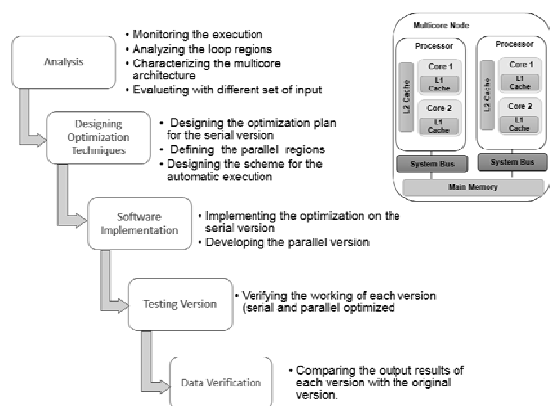 Analysis
• Monitoring the execution
• Analyzing the loop regions
• Characterizing the multicore
architecture
• Evaluating with different set of input
Designing
Optimization
Techniques
• Designing the optimization plan
for the serial version
• Defining the parallel regions
• Designing the scheme for the
automatic execution
Software
Implementation
• Implementing the optimization on the
serial version
• Developing the parallel version
Testing Version
• Verifying the working of each version
(serial and parallel optimized
Data Verification
• Comparing the output results of
each version with the original
version.
Multicore Node
Processor
L2 Cache
Core 1
L1
Cache
Core 2
L1
Cache
System Bus
Processor
L2 Cache
Core 1
L1
Cache
Core 2
L1
Cache
System Bus
Main Memory